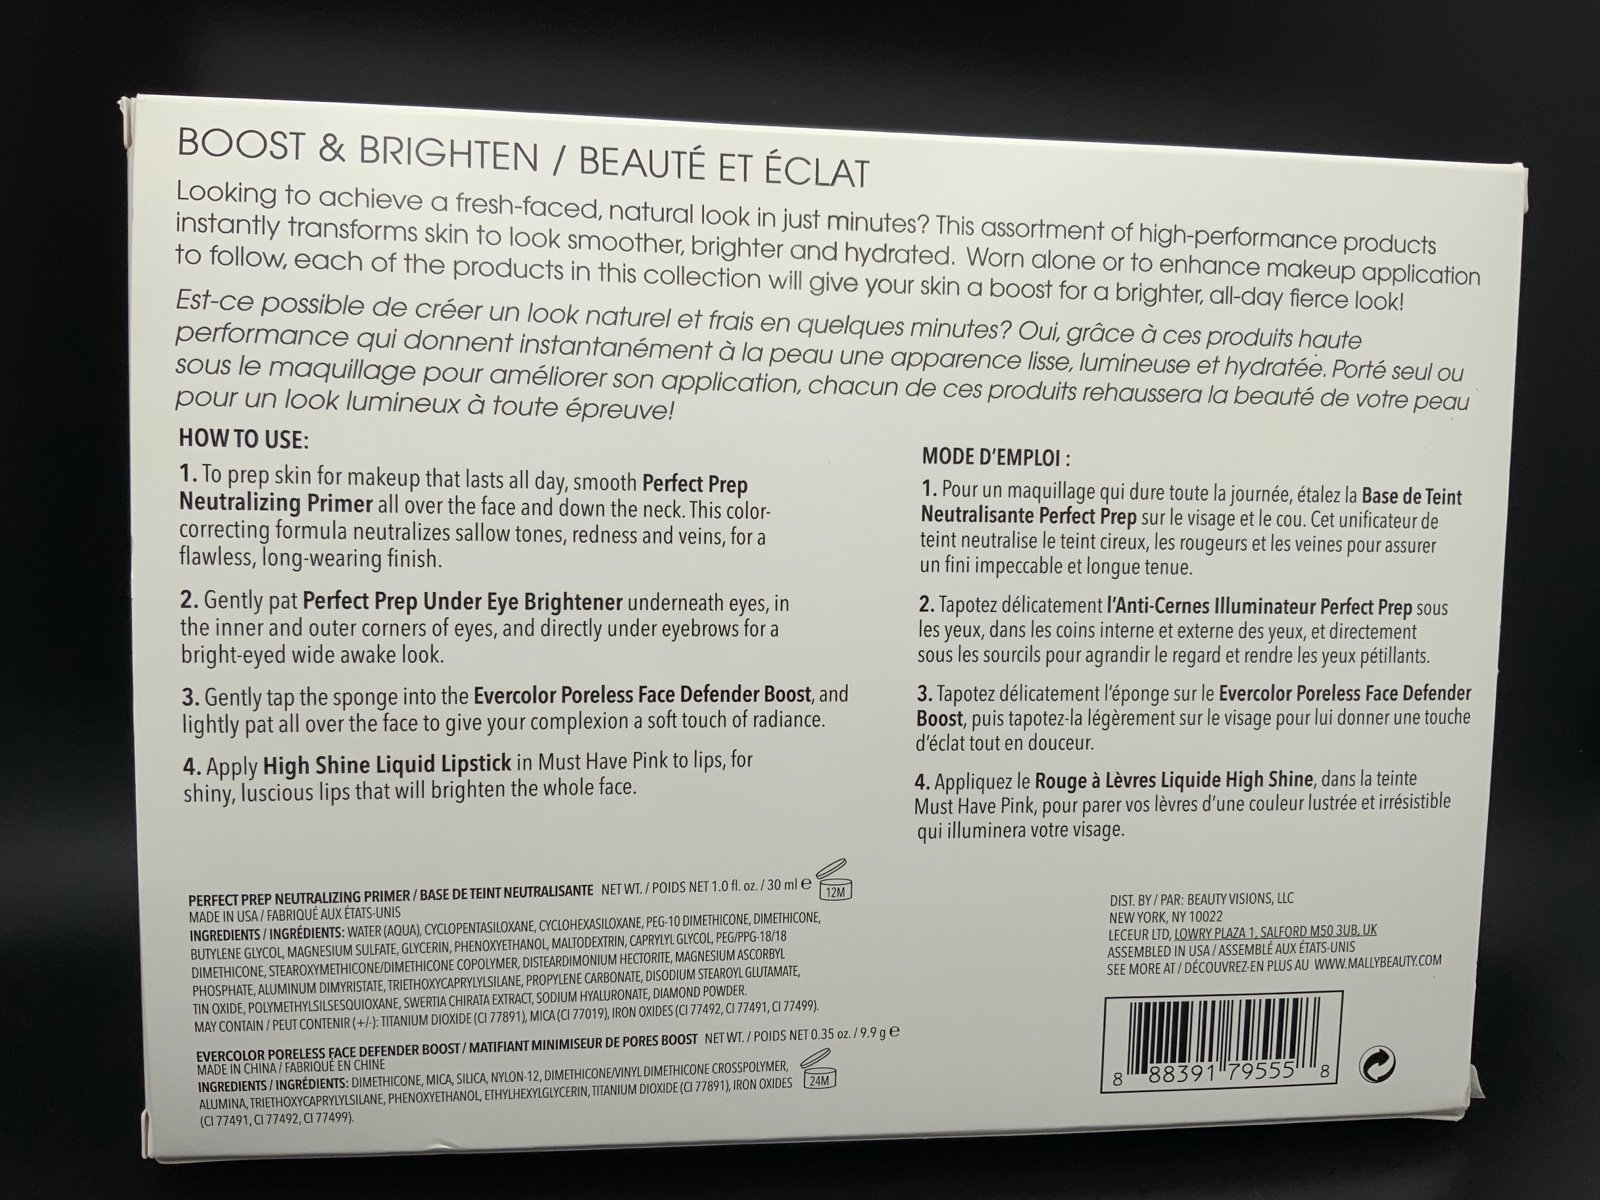 BOOST & BRIGHTEN / BEAUTÉ ET ÉCLAT
Looking to achieve a fresh-faced, natural look in just minutes? This assortment of high-performance products
instantly transforms skin to look smoother, brighter and hydrated. Worn alone or to enhance makeup application
to follow, each of the products in this collection will give your skin a boost for a brighter, all-day fierce look!
Est-ce possible de créer un look naturel et frais en quelques minutes? Oui, grâce à ces produits haute
performance qui donnent instantanément à la peau une apparence lisse, lumineuse et hydratée. Porté seul ou
sous le maquillage pour améliorer son application, chacun de ces produits rehaussera la beauté de votre peau
pour un look lumineux à toute épreuve!
HOW TO USE:
1. To prep skin for makeup that lasts all day, smooth Perfect Prep
Neutralizing Primer all over the face and down the neck. This color-
correcting formula neutralizes sallow tones, redness and veins, for a
flawless, long-wearing finish.
2. Gently pat Perfect Prep Under Eye Brightener underneath eyes, in
the inner and outer corners of eyes, and directly under eyebrows for a
bright-eyed wide awake look.
3. Gently tap the sponge into the Evercolor Poreless Face Defender Boost, and
lightly pat all over the face to give your complexion a soft touch of radiance.
4. Apply High Shine Liquid Lipstick in Must Have Pink to lips, for
shiny, luscious lips that will brighten the whole face.
MODE D'EMPLOI :
1. Pour un maquillage qui dure toute la journée, étalez la Base de Teint
Neutralisante Perfect Prep sur le visage et le cou. Cet unificateur de
teint neutralise le teint cireux, les rougeurs et les veines pour assurer
un fini impeccable et longue tenue.
2. Tapotez délicatement l'Anti-Cernes Illuminateur Perfect Prep sous
les yeux, dans les coins interne et externe des yeux, et directement
sous les sourcils pour agrandir le regard et rendre les yeux pétillants.
3. Tapotez délicatement l'éponge sur le Evercolor Poreless Face Defender
Boost, puis tapotez-la légèrement sur le visage pour lui donner une touche
d'éclat tout en douceur.
4. Appliquez le Rouge à Lèvres Liquide High Shine, dans la teinte
Must Have Pink, pour parer vos lèvres d'une couleur lustrée et irrésistible
qui illuminera votre visage.
PERFECT PREP NEUTRALIZING PRIMER / BASE DE TEINT NEUTRALISANTE NET WT. / POIDS NET 1.0 fl. oz. / 30 ml e 12M
MADE IN USA / FABRIQUÉ AUX ÉTATS-UNIS
INGREDIENTS / INGRÉDIENTS: WATER (AQUA), CYCLOPENTASILOXANE, CYCLOHEXASILOXANE, PEG-10 DIMETHICONE, DIMETHICONE,
BUTYLENE GLYCOL, MAGNESIUM SULFATE, GLYCERIN, PHENOXYETHANOL, MALTODEXTRIN, CAPRYLYL GLYCOL, PEG/PPG-18/18
DIMETHICONE, STEAROXYMETHICONE/DIMETHICONE COPOLYMER, DISTEARDIMONIUM HECTORITE, MAGNESIUM ASCORBYL
PHOSPHATE, ALUMINUM DIMYRISTATE, TRIETHOXYCAPRYLYLSILANE, PROPYLENE CARBONATE, DISODIUM STEAROYL GLUTAMATE,
TIN OXIDE, POLYMETHYLSILSESQUIOXANE, SWERTIA CHIRATA EXTRACT, SODIUM HYALURONATE, DIAMOND POWDER.
MAY CONTAIN / PEUT CONTENIR (+/-): TITANIUM DIOXIDE (CI 77891), MICA (CI 77019), IRON OXIDES (CI 77492, CI 77491, CI 77499).
EVERCOLOR PORELESS FACE DEFENDER BOOST / MATIFIANT MINIMISEUR DE PORES BOOST NET WT. / POIDS NET 0.35 oz. / 9.9 g e
MADE IN CHINA / FABRIQUÉ EN CHINE
INGREDIENTS / INGRÉDIENTS: DIMETHICONE, MICA, SILICA, NYLON-12, DIMETHICONE/VINYL DIMETHICONE CROSSPOLYMER,
ALUMINA, TRIETHOXYCAPRYLYLSILANE, PHENOXYETHANOL, ETHYLHEXYLGLYCERIN, TITANIUM DIOXIDE (CI 77891), IRON OXIDES
(CI 77491, CI 77492, CI 77499).
24M
DIST. BY / PAR: BEAUTY VISIONS, LLC
NEW YORK, NY 10022
LECEUR LTD, LOWRY PLAZA 1, SALFORD M50 3UB, UK
ASSEMBLED IN USA / ASSEMBLÉ AUX ÉTATS-UNIS
SEE MORE AT / DÉCOUVREZ-EN PLUS AU WWW.MALLYBEAUTY.COM
8 88391 79555 8